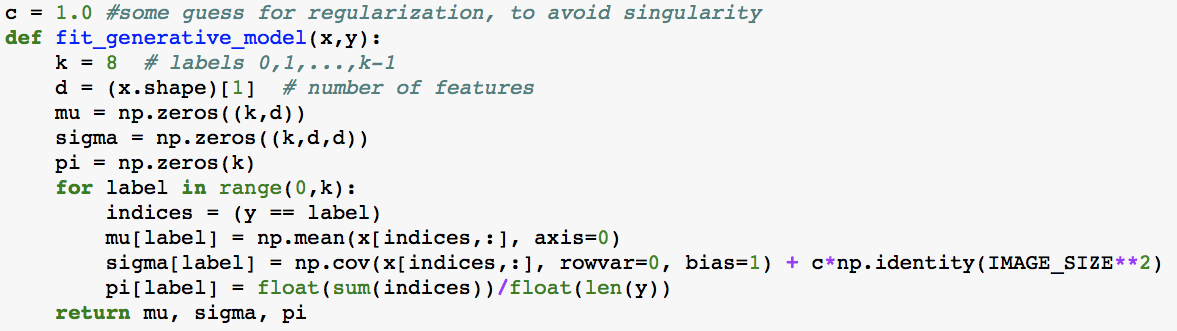 c = 1.0 #some guess for regularization, to avoid singularity
def fit_generative_model(x,y):
    k = 8  # labels 0,1,...,k-1
    d = (x.shape)[1]  # number of features
    mu = np.zeros((k,d))
    sigma = np.zeros((k,d,d))
    pi = np.zeros(k)
    for label in range(0,k):
        indices = (y == label)
        mu[label] = np.mean(x[indices,:], axis=0)
        sigma[label] = np.cov(x[indices,:], rowvar=0, bias=1) + c*np.identity(IMAGE_SIZE**2)
        pi[label] = float(sum(indices))/float(len(y))
    return mu, sigma, pi